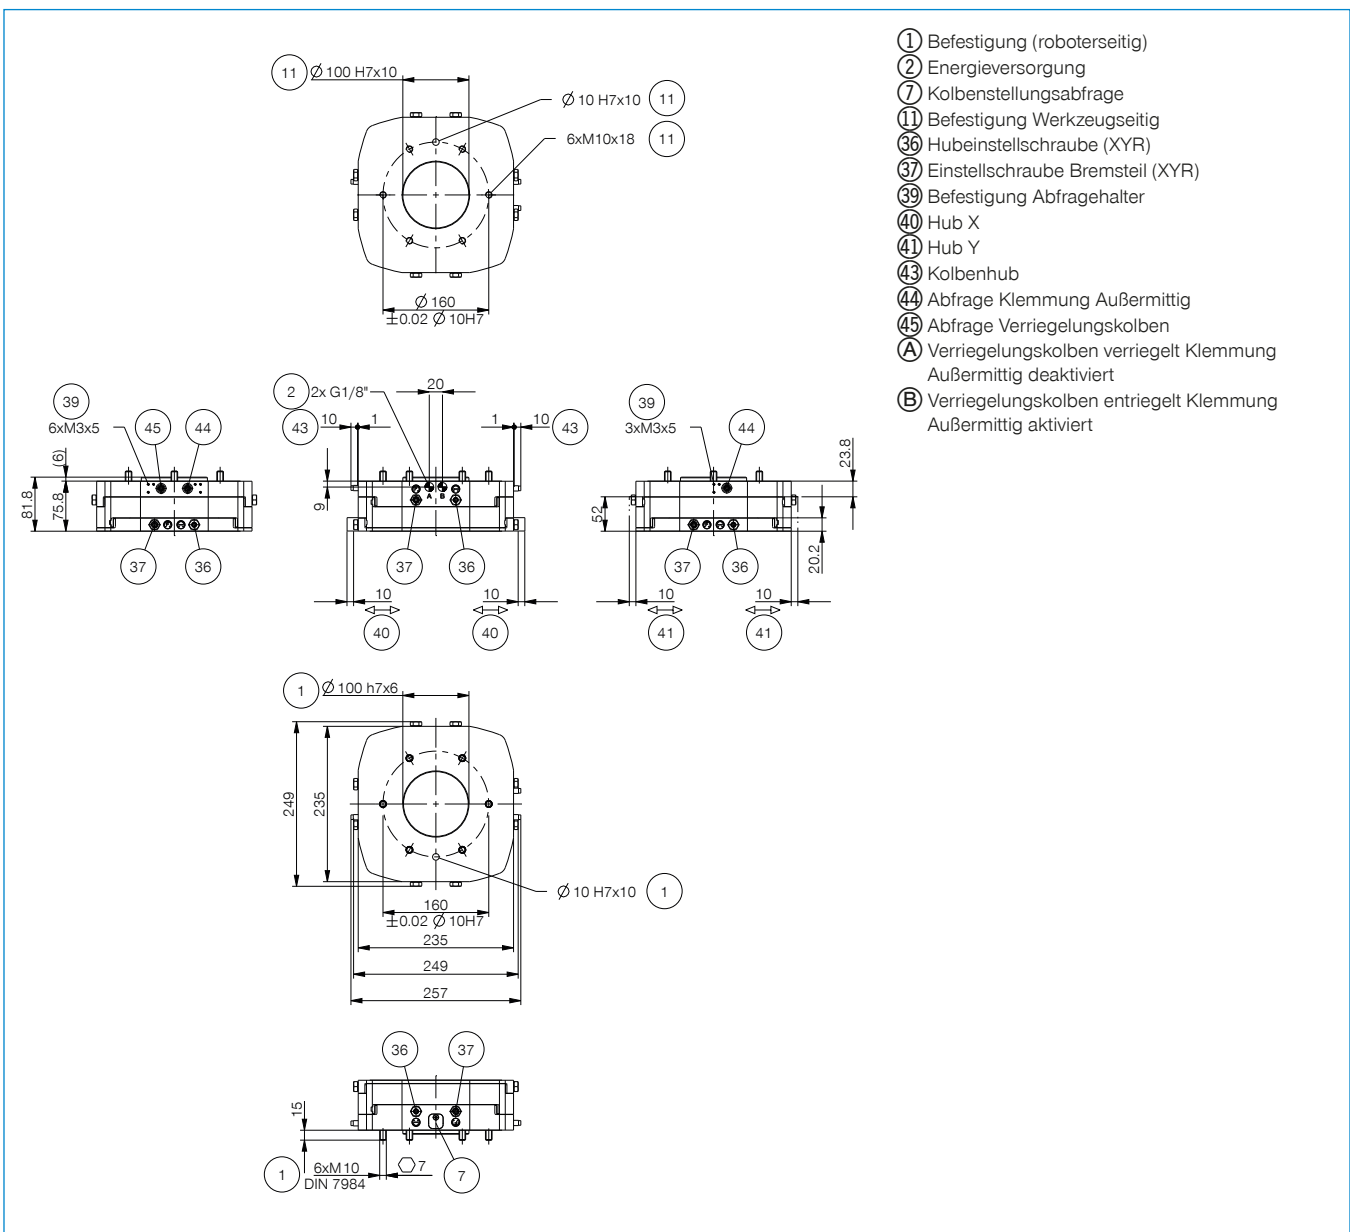 11 Ø 100 H7x10
Ø 10 H7x10 11
6xM10x18 11
Ø 160
±0.02 Ø 10H7
1 Befestigung (roboterseitig)
2 Energieversorgung
7 Kolbenstellungsabfrage
11 Befestigung Werkzeugseitig
36 Hubeinstellschraube (XYR)
37 Einstellschraube Bremsteil (XYR)
39 Befestigung Abfragehalter
40 Hub X
41 Hub Y
43 Kolbenhub
44 Abfrage Klemmung Außermittig
45 Abfrage Verriegelungskolben
A Verriegelungskolben verriegelt Klemmung
Außermittig deaktiviert
B Verriegelungskolben entriegelt Klemmung
Außermittig aktiviert
39
6xM3x5
45
44
(6)
81.8
75.8
37
36
2 2x G1/8"
20
43
10
1
1
10
43
9
A
B
37
36
10
10
40
40
39
3xM3x5
44
23.8
52
20.2
37
36
10
10
41
41
1 Ø 100 h7x6
249
235
Ø 10 H7x10 1
160
±0.02 Ø 10H7
235
249
257
36
37
15
1
6xM10
DIN 7984
7
7